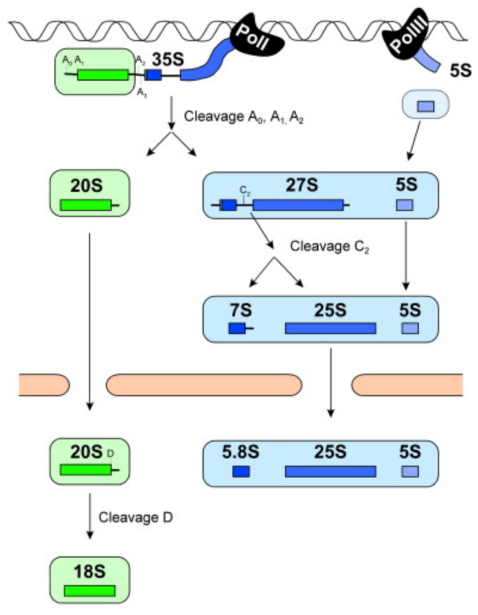 PolI PolIII
A₀ A₁ A₂ 35S 5S
A₃
Cleavage A₀, A₁, A₂
20S 27S 5S
C₂
Cleavage C₂
7S 25S 5S
20S D 5.8S 25S 5S
Cleavage D
18S